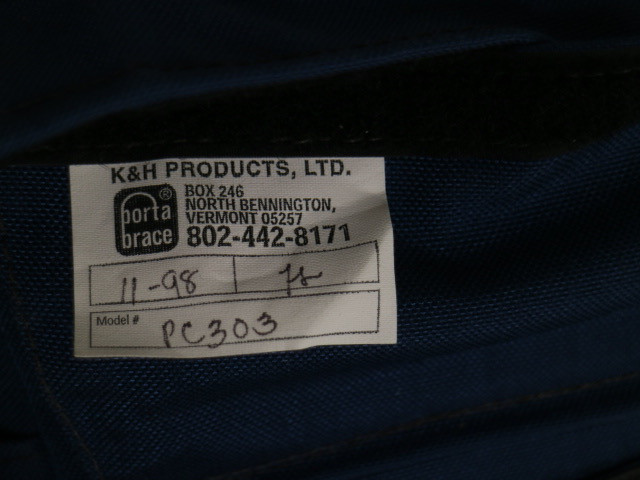 K&H PRODUCTS, LTD.
porta brace ®
BOX 246
NORTH BENNINGTON,
VERMONT 05257
802-442-8171
11-98
Model # PC303